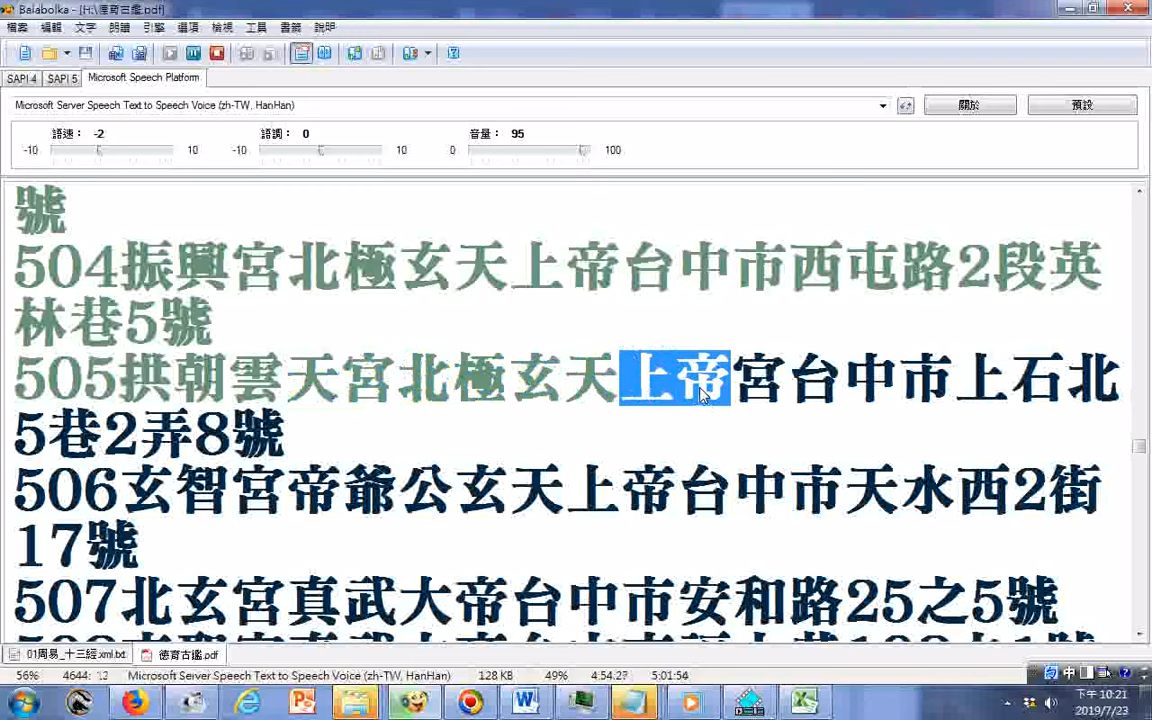 Balabolka - [H:\德育古鑑.pdf]
檔案 編輯 文字 朗讀 引擎 選項 檢視 工具 書籤 說明
SAPI 4 SAPI 5 Microsoft Speech Platform
Microsoft Server Speech Text to Speech Voice (zh-TW, HanHan) 關於 預設
語速： -2 語調： 0 音量： 95
-10 10 -10 10 0 100
號
504振興宮北極玄天上帝台中市西屯路2段英
林巷5號
505拱朝雲天宮北極玄天上帝宮台中市上石北
5巷2弄8號
506玄智宮帝爺公玄天上帝台中市天水西2街
17號
507北玄宮真武大帝台中市安和路25之5號
01周易_十三經.xml.txt 德育古鑑.pdf
56% 4644: 13 Microsoft Server Speech Text to Speech Voice (zh-TW, HanHan) 128 KB 49% 4:54:27 5:01:54
中
下午 10:21
2019/7/23